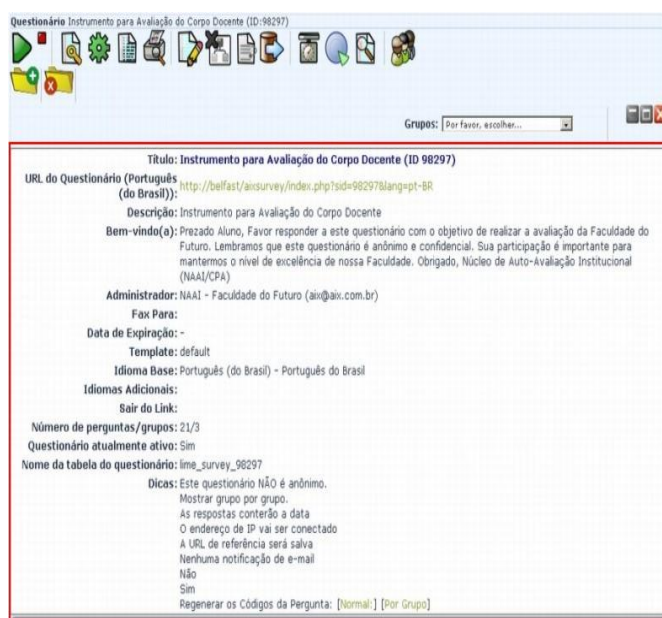 Questionário Instrumento para Avaliação do Corpo Docente (ID:98297)
Grupos: Por favor, escolher...
Título: Instrumento para Avaliação do Corpo Docente (ID 98297)
URL do Questionário (Português (do Brasil)): http://belfast/aixsurvey/index.php?sid=98297&lang=pt-BR
Descrição: Instrumento para Avaliação do Corpo Docente
Bem-vindo(a): Prezado Aluno, Favor responder a este questionário com o objetivo de realizar a avaliação da Faculdade do
Futuro. Lembramos que este questionário é anônimo e confidencial. Sua participação é importante para
mantermos o nível de excelência de nossa Faculdade. Obrigado, Núcleo de Auto-Avaliação Institucional
(NAAI/CPA)
Administrador: NAAI - Faculdade do Futuro (aix@aix.com.br)
Fax Para:
Data de Expiração: -
Template: default
Idioma Base: Português (do Brasil) - Português do Brasil
Idiomas Adicionais:
Sair do Link:
Número de perguntas/grupos: 21/3
Questionário atualmente ativo: Sim
Nome da tabela do questionário: lime_survey_98297
Dicas: Este questionário NÃO é anônimo.
Mostrar grupo por grupo.
As respostas conterão a data
O endereço de IP vai ser conectado
A URL de referência será salva
Nenhuma notificação de e-mail
Não
Sim
Regenerar os Códigos da Pergunta: [Normal:] [Por Grupo]